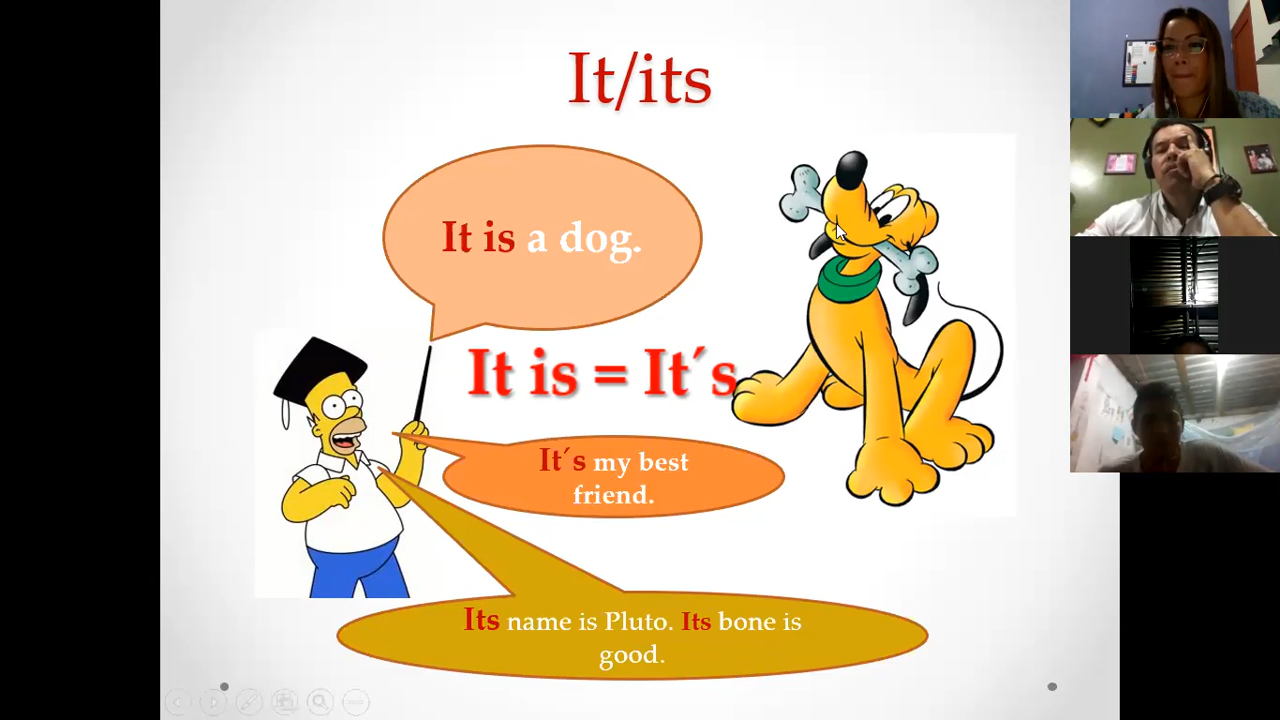 It/its
It is a dog.
It is = It´s
It´s my best
friend.
Its name is Pluto. Its bone is
good.